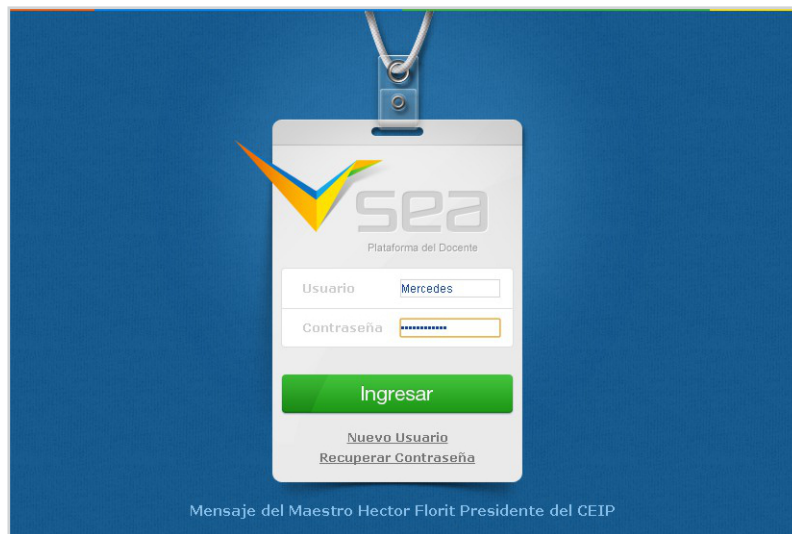 sea
Plataforma del Docente
Usuario Mercedes
Contraseña ••••••••••••
Ingresar
Nuevo Usuario
Recuperar Contraseña
Mensaje del Maestro Hector Florit Presidente del CEIP